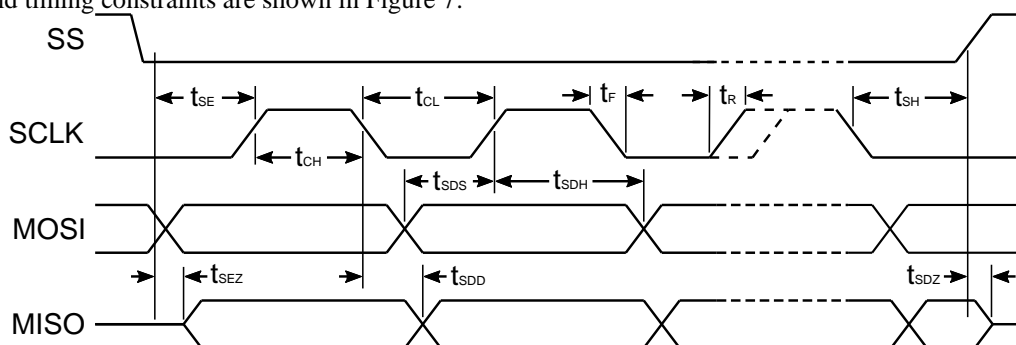 nd timing constraints are shown in Figure 7.
SS
tSE tCL tF tR tSH
SCLK
tCH
tSDS tSDH
MOSI
tSEZ tSDD tSDZ
MISO